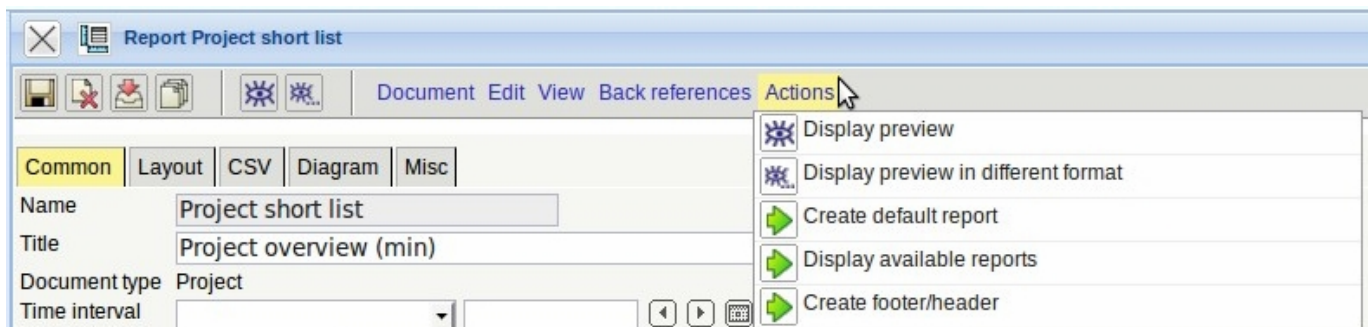 Report Project short list
Document Edit View Back references Actions
Display preview
Display preview in different format
Create default report
Display available reports
Create footer/header
Common Layout CSV Diagram Misc
Name Project short list
Title Project overview (min)
Document type Project
Time interval